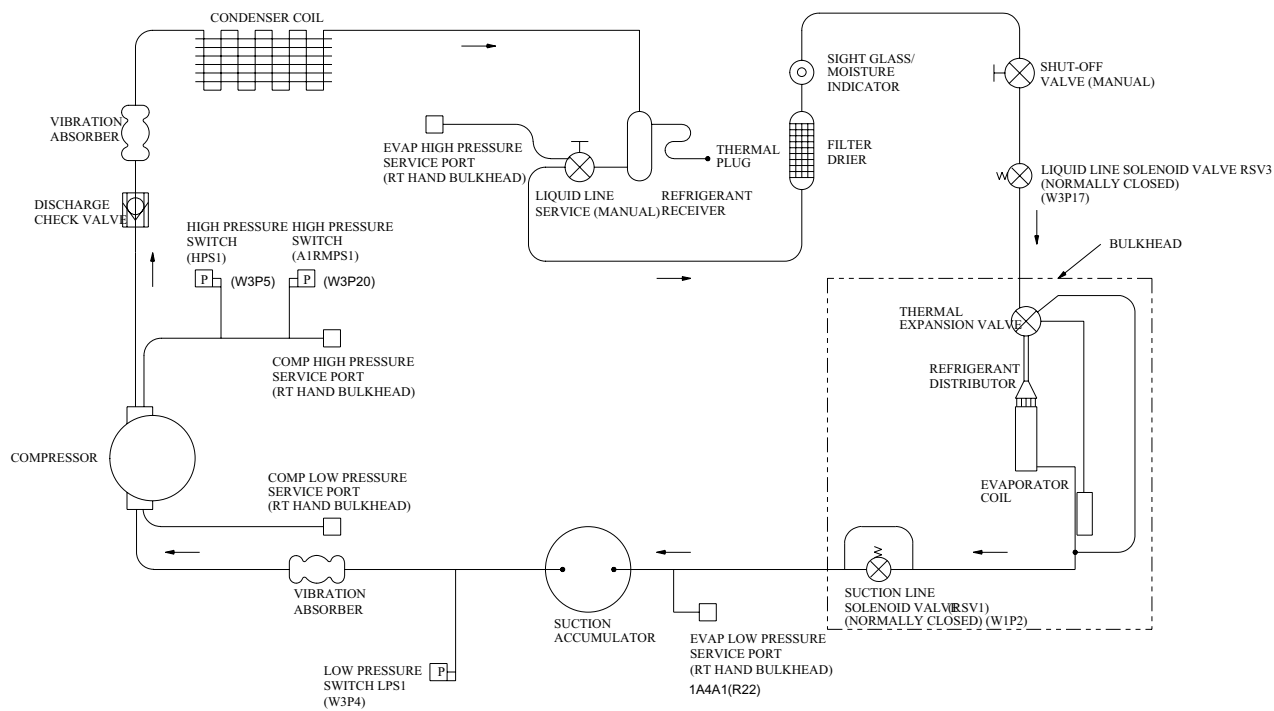 CONDENSER COIL
VIBRATION
ABSORBER
DISCHARGE
CHECK VALVE
HIGH PRESSURE
SWITCH
(HPS1)
P
(W3P5)
HIGH PRESSURE
SWITCH
(A1RMPS1)
P
(W3P20)
COMP HIGH PRESSURE
SERVICE PORT
(RT HAND BULKHEAD)
COMPRESSOR
COMP LOW PRESSURE
SERVICE PORT
(RT HAND BULKHEAD)
EVAP HIGH PRESSURE
SERVICE PORT
(RT HAND BULKHEAD)
LIQUID LINE
SERVICE (MANUAL)
REFRIGERANT
RECEIVER
THERMAL
PLUG
SIGHT GLASS/
MOISTURE
INDICATOR
FILTER
DRIER
SHUT-OFF
VALVE (MANUAL)
LIQUID LINE SOLENOID VALVE RSV3
(NORMALLY CLOSED)
(W3P17)
BULKHEAD
THERMAL
EXPANSION VALVE
REFRIGERANT
DISTRIBUTOR
EVAPORATOR
COIL
SUCTION LINE
SOLENOID VALVE(RSV1)
(NORMALLY CLOSED) (W1P2)
VIBRATION
ABSORBER
SUCTION
ACCUMULATOR
LOW PRESSURE
SWITCH LPS1
(W3P4)
P
EVAP LOW PRESSURE
SERVICE PORT
(RT HAND BULKHEAD)
1A4A1(R22)